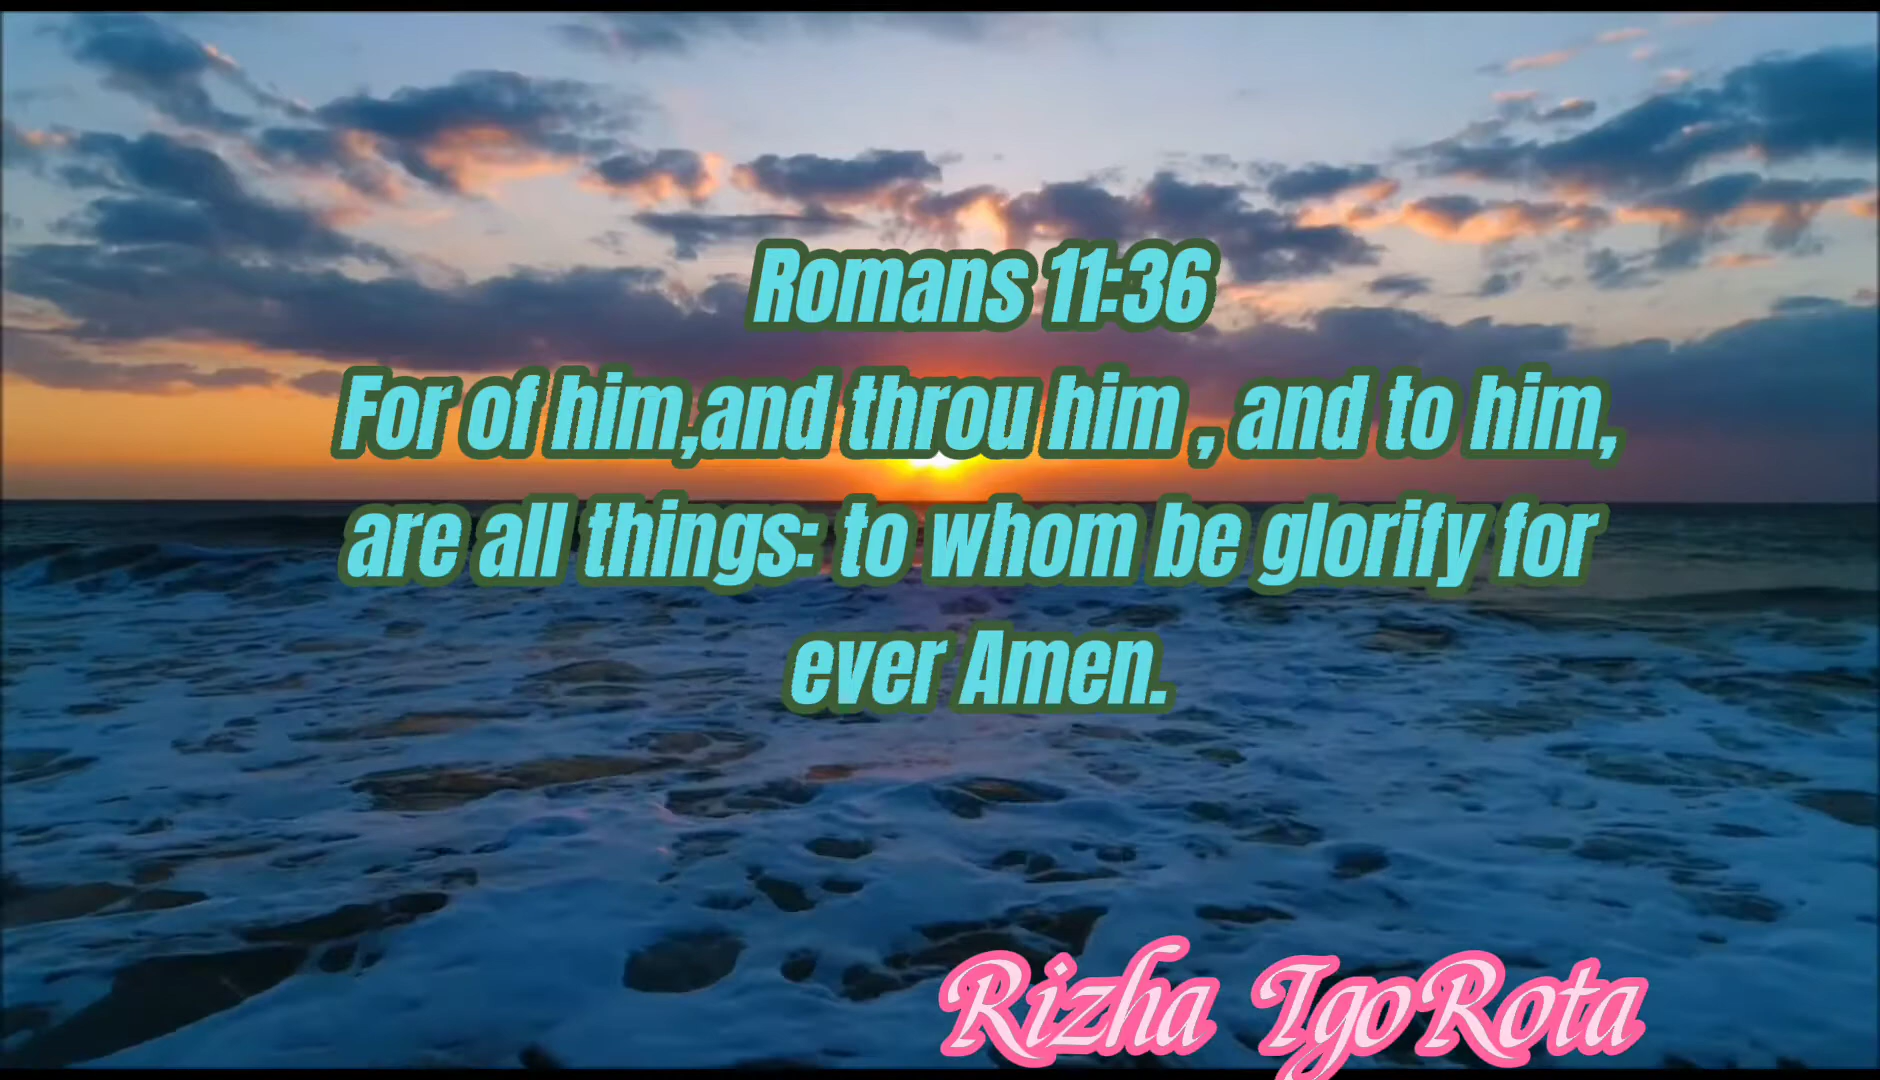 Romans 11:36
For of him,and throu him , and to him,
are all things: to whom be glorify for
ever Amen.
Rizha IgoRota